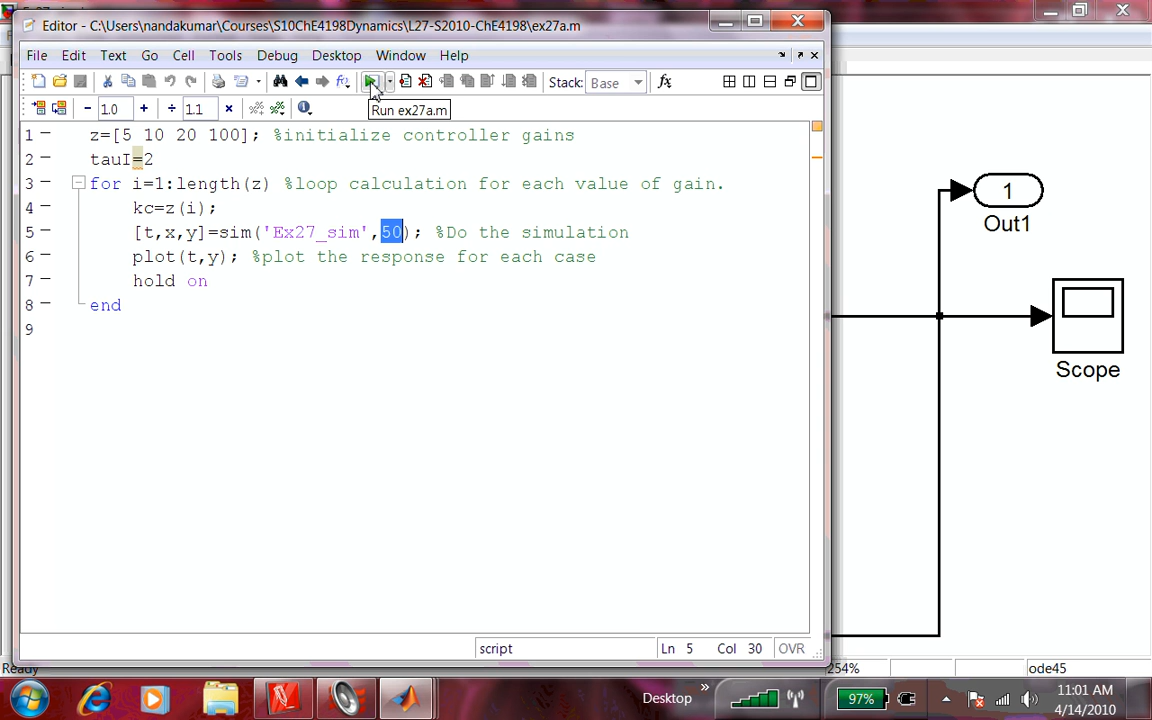 Editor - C:\Users\nandakumar\Courses\S10ChE4198Dynamics\L27-S2010-ChE4198\ex27a.m
File Edit Text Go Cell Tools Debug Desktop Window Help
Stack: Base fx
− 1.0 + ÷ 1.1 ×
Run ex27a.m
1 z=[5 10 20 100]; %initialize controller gains
2 tauI=2
3 for i=1:length(z) %loop calculation for each value of gain.
4 kc=z(i);
5 [t,x,y]=sim('Ex27_sim',50); %Do the simulation
6 plot(t,y); %plot the response for each case
7 hold on
8 end
9
1
Out1
Scope
script Ln 5 Col 30 OVR
Ready 254% ode45
Desktop » 97% 11:01 AM
4/14/2010